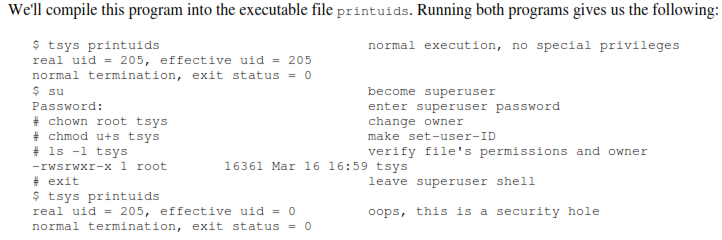 We'll compile this program into the executable file printuids. Running both programs gives us the following:
$ tsys printuids                         normal execution, no special privileges
real uid = 205, effective uid = 205
normal termination, exit status = 0
$ su                                     become superuser
Password:                                enter superuser password
# chown root tsys                        change owner
# chmod u+s tsys                         make set-user-ID
# ls -l tsys                             verify file's permissions and owner
-rwsrwxr-x 1 root       16361 Mar 16 16:59 tsys
# exit                                   leave superuser shell
$ tsys printuids
real uid = 205, effective uid = 0        oops, this is a security hole
normal termination, exit status = 0